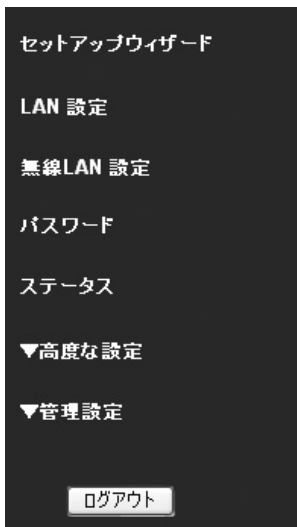 セットアップウィザード
LAN 設定
無線LAN 設定
パスワード
ステータス
▼高度な設定
▼管理設定
ログアウト